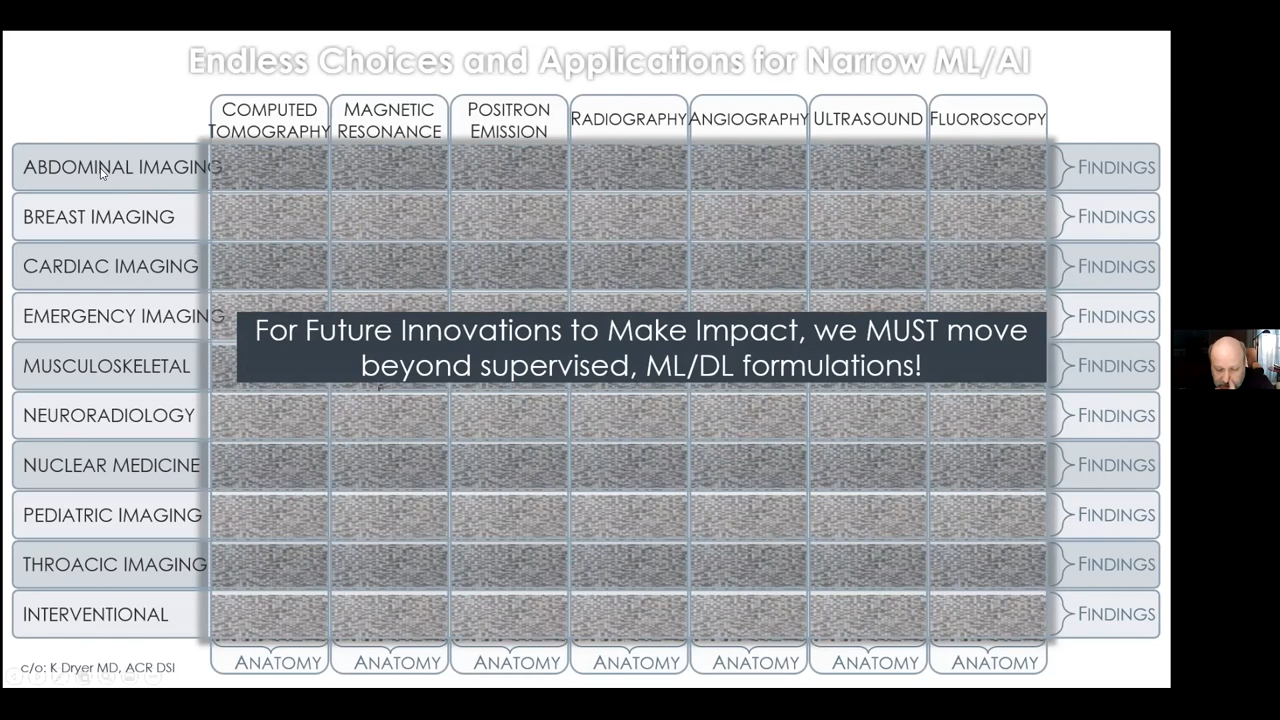 Endless Choices and Applications for Narrow ML/AI
COMPUTED TOMOGRAPHY
MAGNETIC RESONANCE
POSITRON EMISSION
RADIOGRAPHY
ANGIOGRAPHY
ULTRASOUND
FLUOROSCOPY
ABDOMINAL IMAGING
FINDINGS
BREAST IMAGING
FINDINGS
CARDIAC IMAGING
FINDINGS
EMERGENCY IMAGING
FINDINGS
For Future Innovations to Make Impact, we MUST move
beyond supervised, ML/DL formulations!
MUSCULOSKELETAL
FINDINGS
NEURORADIOLOGY
FINDINGS
NUCLEAR MEDICINE
FINDINGS
PEDIATRIC IMAGING
FINDINGS
THROACIC IMAGING
FINDINGS
INTERVENTIONAL
FINDINGS
ANATOMY
ANATOMY
ANATOMY
ANATOMY
ANATOMY
ANATOMY
ANATOMY
c/o: K Dryer MD, ACR DSI